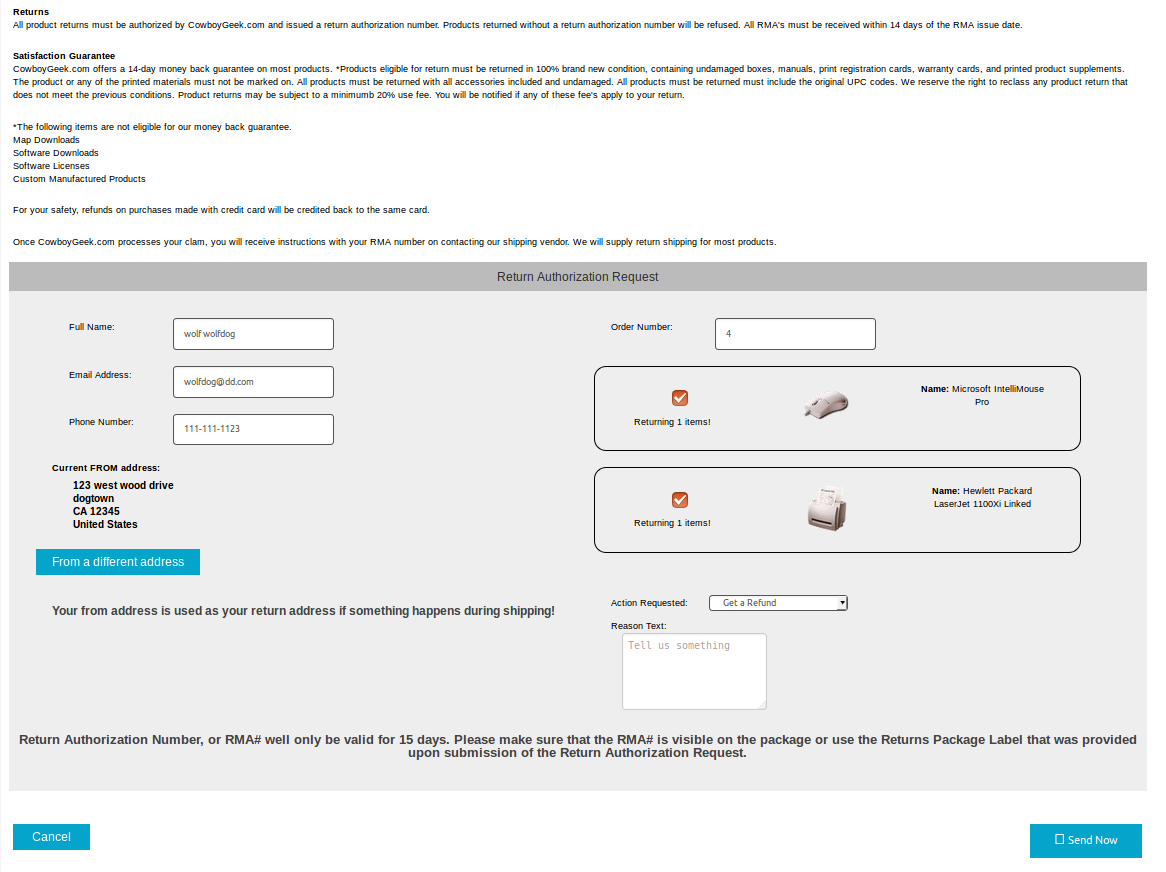 Returns
All product returns must be authorized by CowboyGeek.com and issued a return authorization number. Products returned without a return authorization number will be refused. All RMA's must be received within 14 days of the RMA issue date.
Satisfaction Guarantee
CowboyGeek.com offers a 14-day money back guarantee on most products. *Products eligible for return must be returned in 100% brand new condition, containing undamaged boxes, manuals, print registration cards, warranty cards, and printed product supplements.
The product or any of the printed materials must not be marked on. All products must be returned with all accessories included and undamaged. All products must be returned must include the original UPC codes. We reserve the right to reclass any product return that
does not meet the previous conditions. Product returns may be subject to a minimumb 20% use fee. You will be notified if any of these fee's apply to your return.
*The following items are not eligible for our money back guarantee.
Map Downloads
Software Downloads
Software Licenses
Custom Manufactured Products
For your safety, refunds on purchases made with credit card will be credited back to the same card.
Once CowboyGeek.com processes your clam, you will receive instructions with your RMA number on contacting our shipping vendor. We will supply return shipping for most products.
Return Authorization Request
Full Name:
wolf wolfdog
Email Address:
wolfdog@dd.com
Phone Number:
111-111-1123
Current FROM address:
123 west wood drive
dogtown
CA 12345
United States
From a different address
Your from address is used as your return address if something happens during shipping!
Order Number:
4
Returning 1 items!
Name: Microsoft IntelliMouse
Pro
Returning 1 items!
Name: Hewlett Packard
LaserJet 1100Xi Linked
Action Requested:
Get a Refund
Reason Text:
Tell us something
Return Authorization Number, or RMA# well only be valid for 15 days. Please make sure that the RMA# is visible on the package or use the Returns Package Label that was provided
upon submission of the Return Authorization Request.
Cancel
Send Now